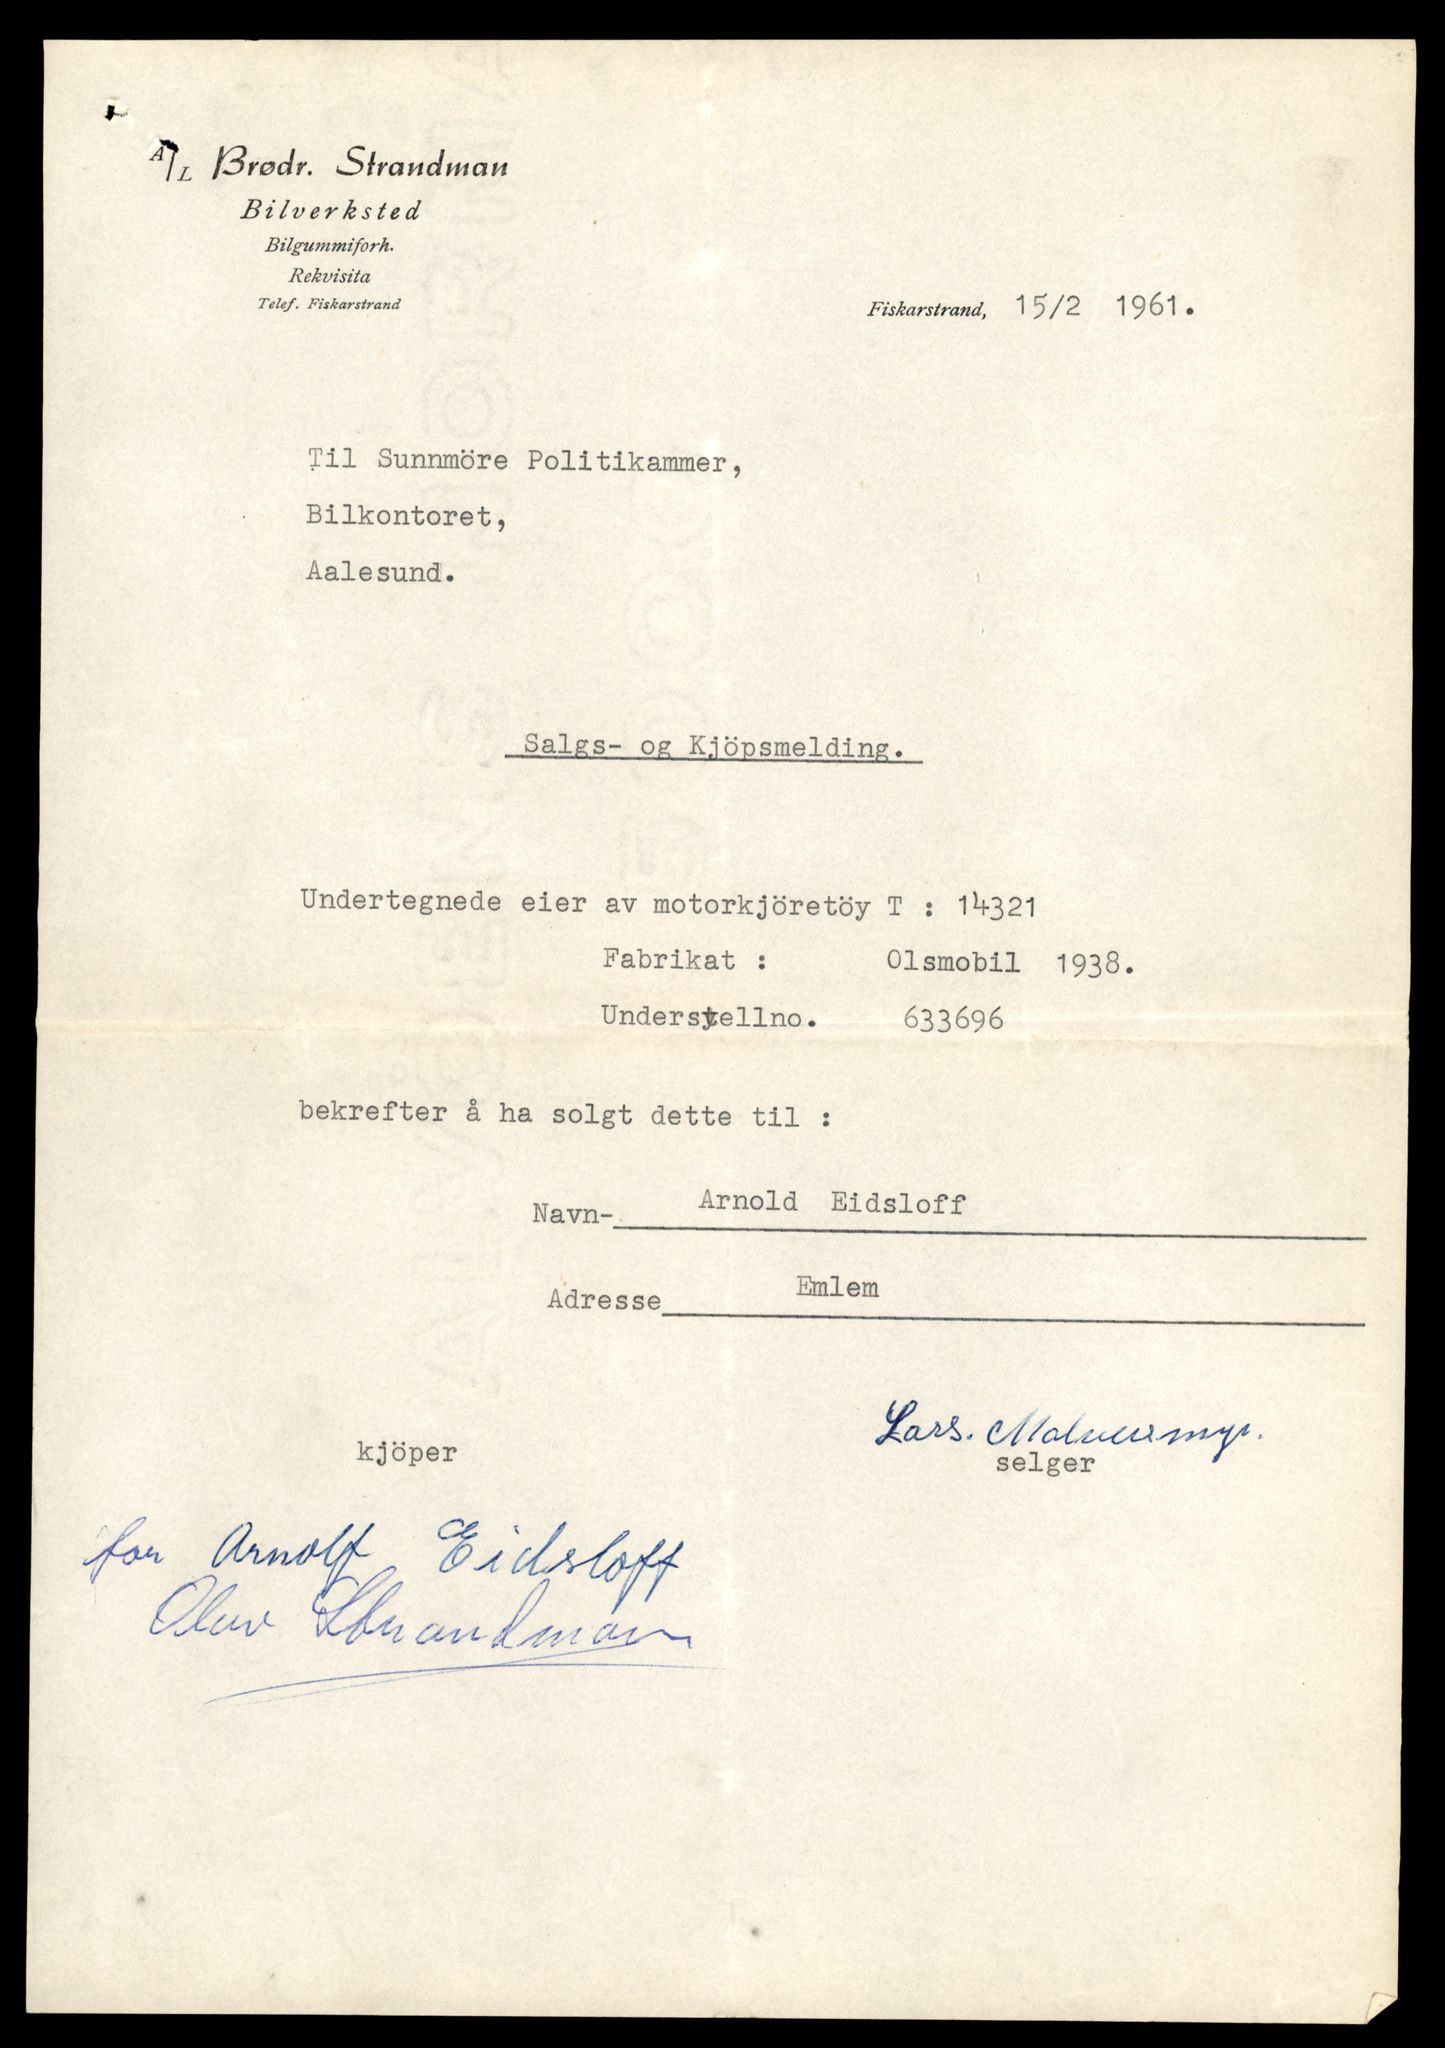 A/L Brødr. Strandman
Bilverksted
Bilgummiforh.
Rekvisita
Telef. Fiskarstrand
Fiskarstrand, 15/2 1961.
Til Sunnmöre Politikammer,
Bilkontoret,
Aalesund.
Salgs- og Kjöpsmelding.
Undertegnede eier av motorkjöretöy T : 14321
Fabrikat : Olsmobil 1938.
Understellno. 633696
bekrefter å ha solgt dette til :
Navn- Arnold Eidsloff
Adresse Emlem
Lars.
kjöper
selger
for Arnolf Eidsloff
Olav Strandman